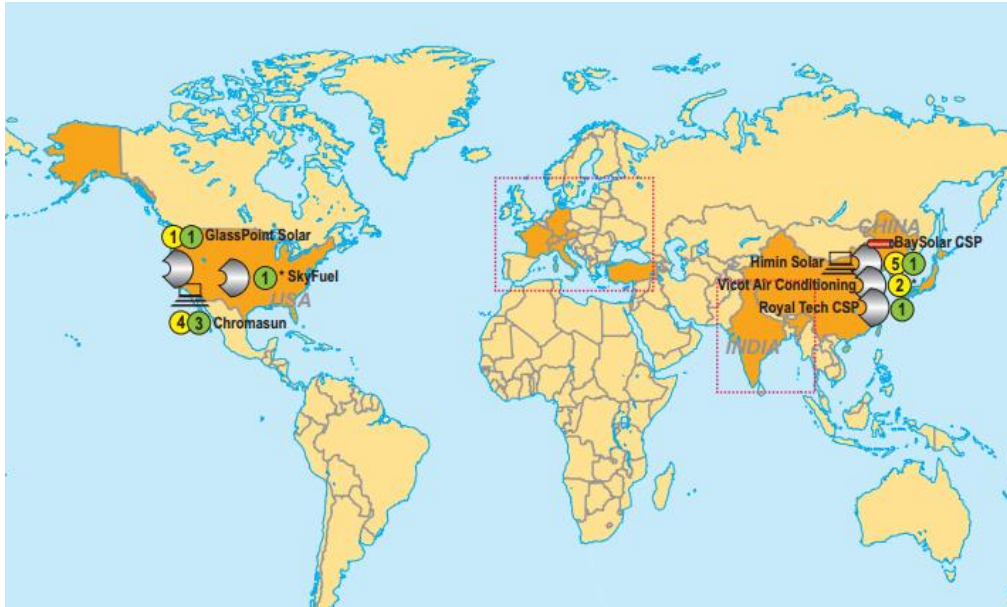 CHINA
1 1 GlassPoint Solar
BaySolar CSP
Himin Solar 5 1
1 * SkyFuel
Vicot Air Conditioning 2 *
USA
Royal Tech CSP 1
4 3 Chromasun
INDIA